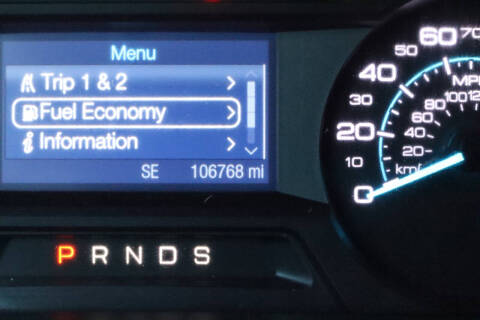 Menu
Trip 1 & 2
Fuel Economy
Information
SE 106768 mi
P R N D S
0 10 20 30 40 50 60 70
MPH
20 40 60 80 100
km/